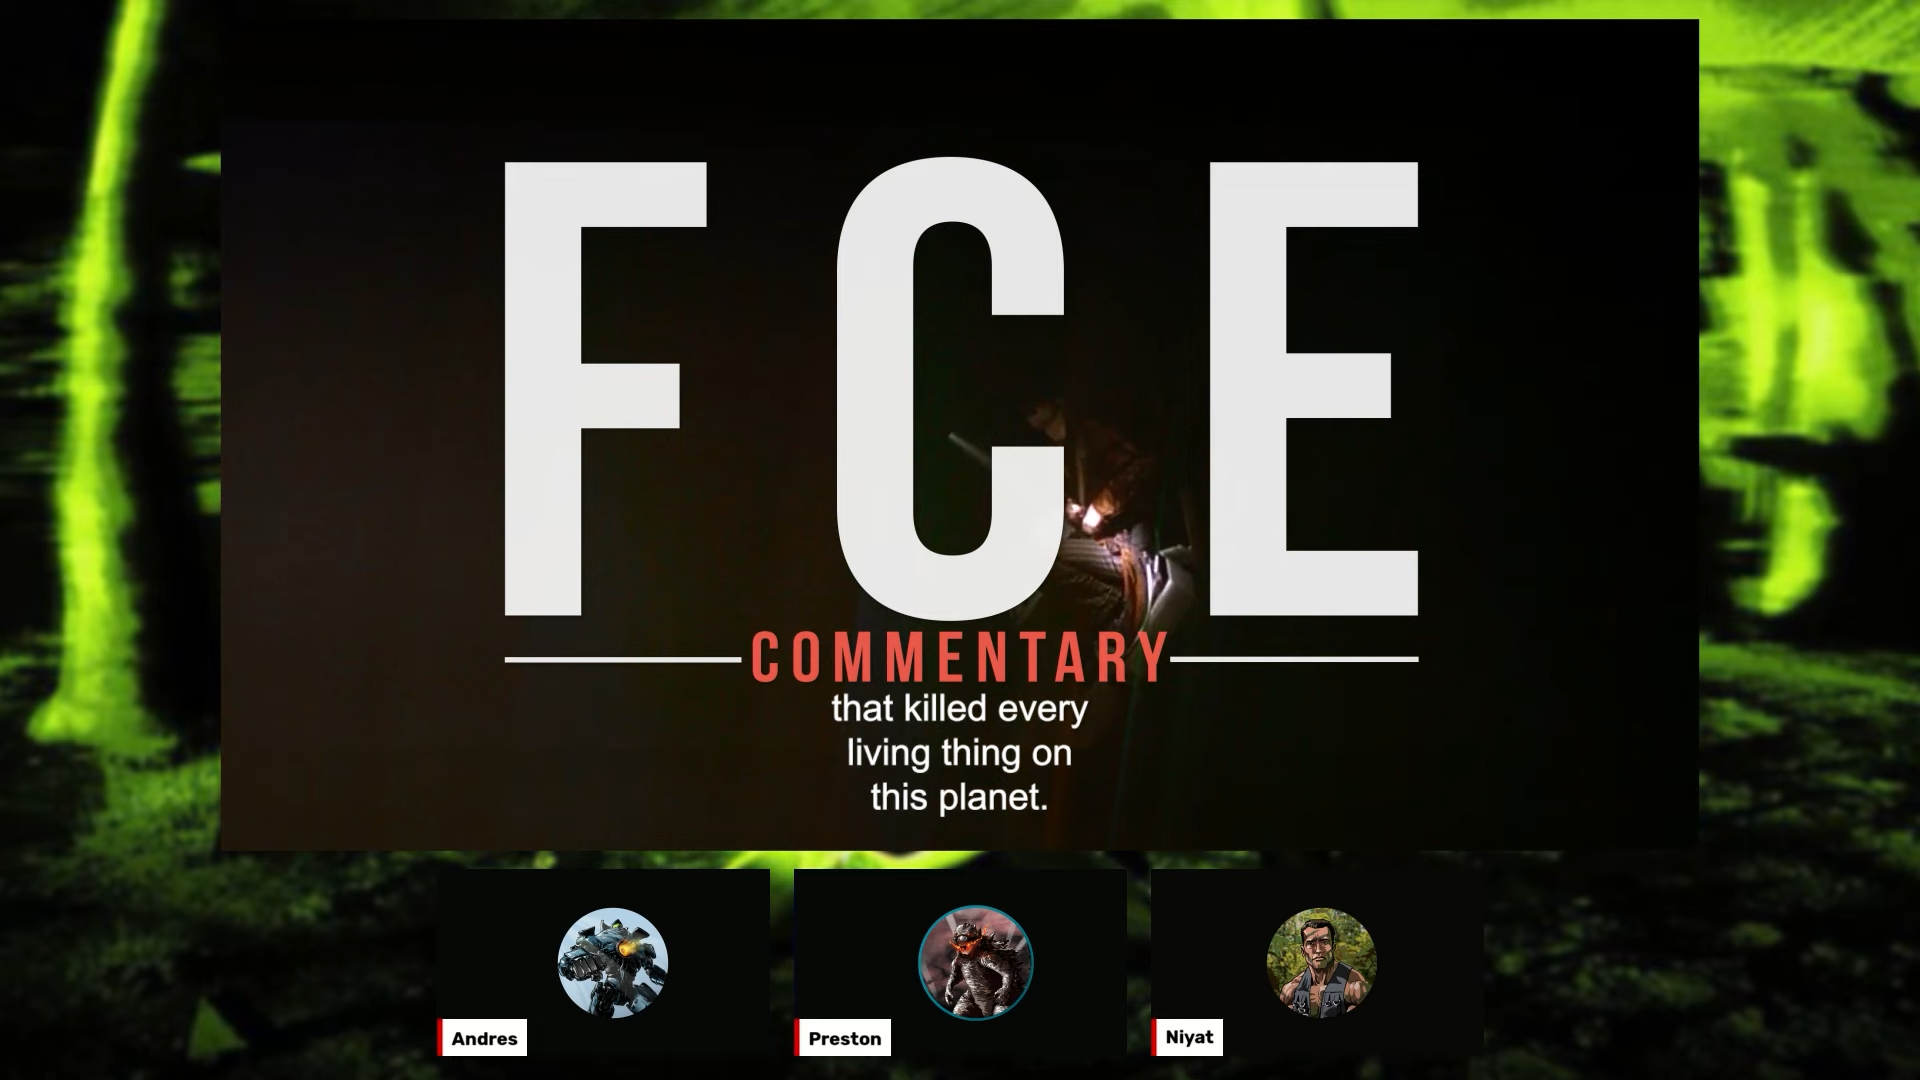 FCE
COMMENTARY
that killed every
living thing on
this planet.
Andres
Preston
Niyat